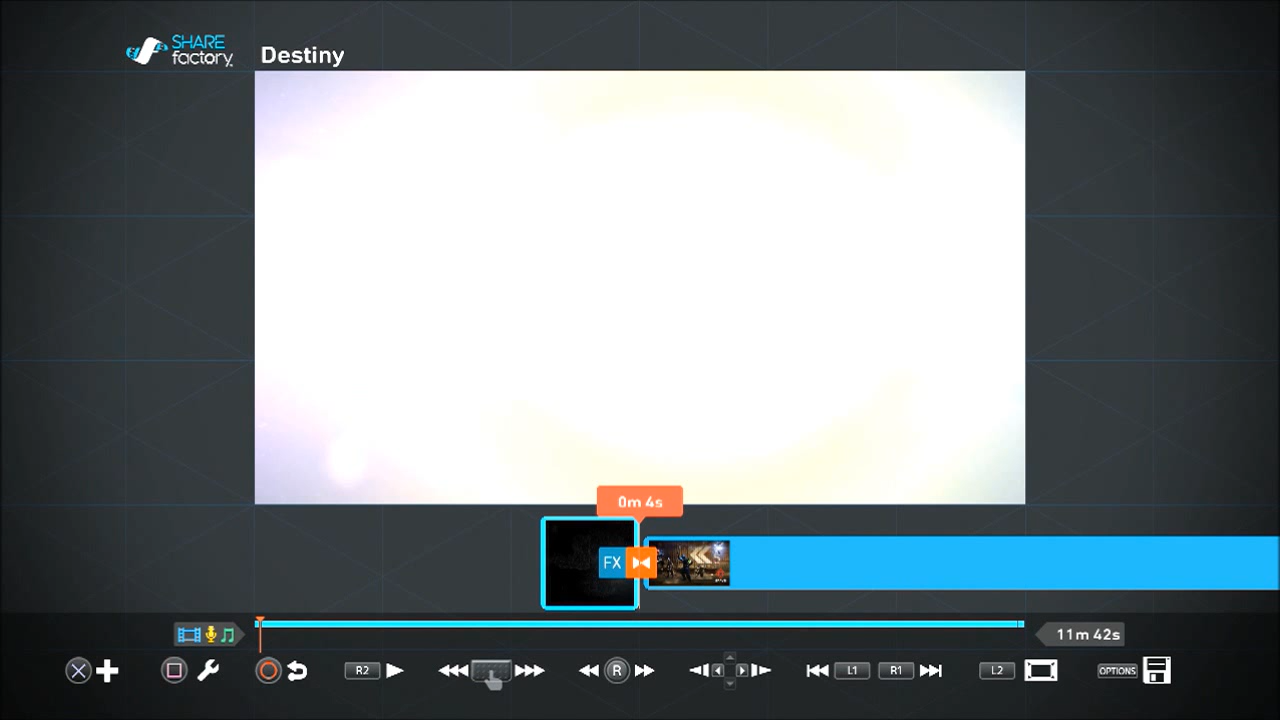 SHARE
factory
Destiny
0m 4s
FX
11m 42s
R2
R
L1
R1
L2
OPTIONS